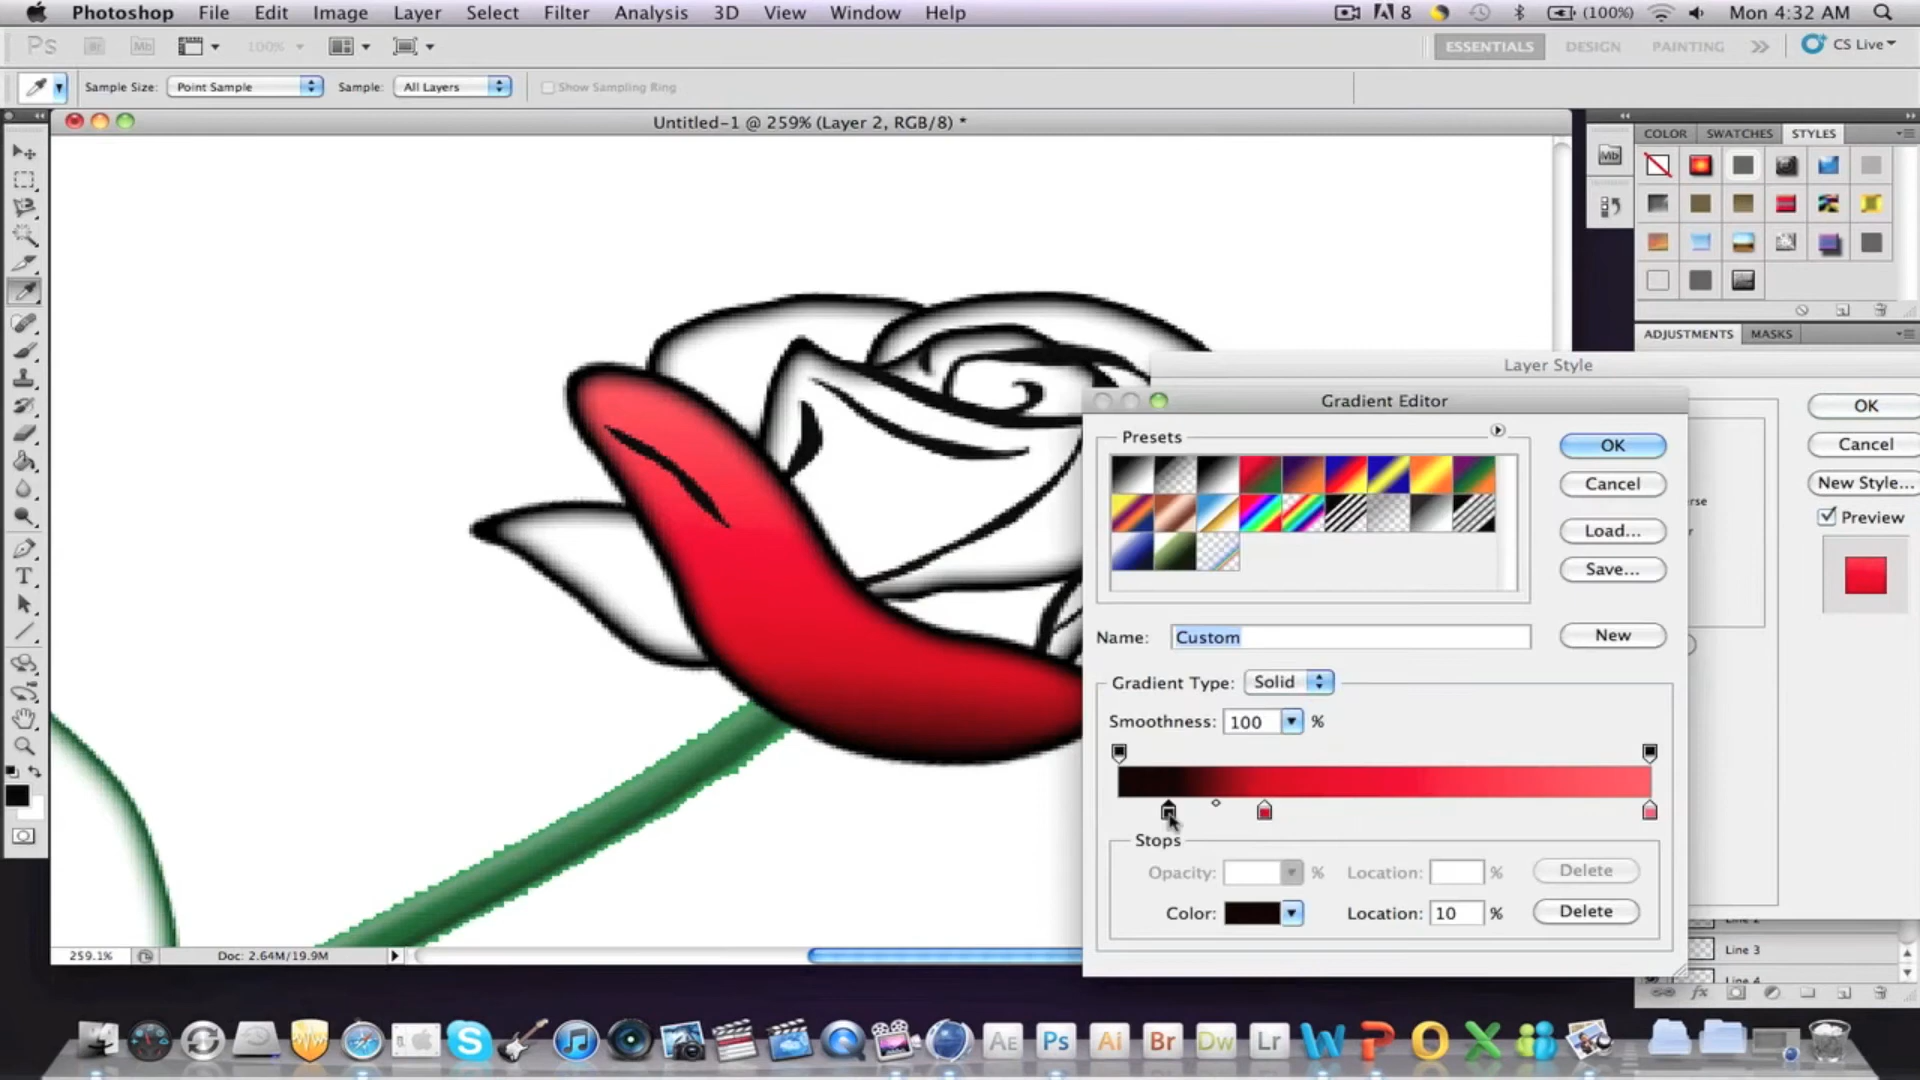 Photoshop File Edit Image Layer Select Filter Analysis 3D View Window Help 8 (100%) Mon 4:32 AM
Ps Br Mb 100% ESSENTIALS DESIGN PAINTING CS Live
Sample Size: Point Sample Sample: All Layers Show Sampling Ring
Untitled-1 @ 259% (Layer 2, RGB/8) *
COLOR SWATCHES STYLES
Mb
ADJUSTMENTS MASKS
Layer Style
Gradient Editor
OK
Cancel
New Style...
Preview
Presets
OK
Cancel
Load...
Save...
Name: Custom New
Gradient Type: Solid
Smoothness: 100 %
Stops
Opacity: % Location: % Delete
Color: Location: 10 % Delete
Line 3
Line 4
T
259.1% Doc: 2.64M/19.9M
fx
Ae Ps Ai Br Dw Lr